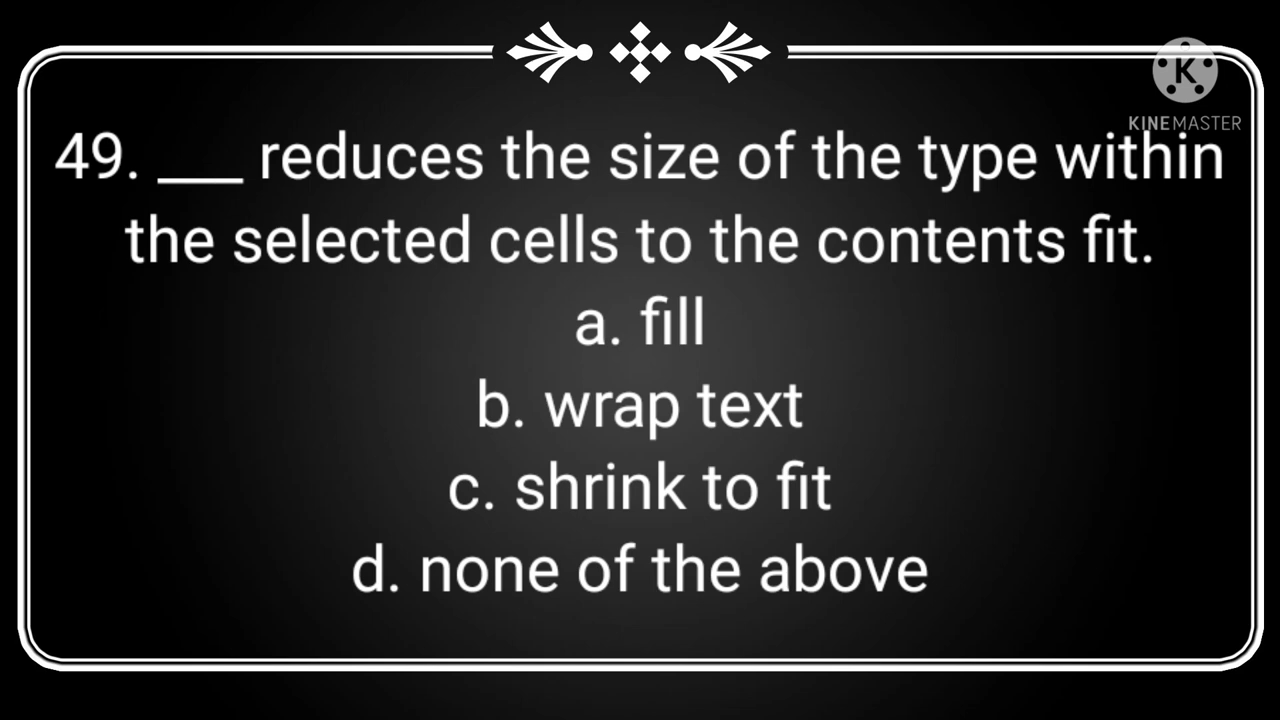 K
KINEMASTER
49. ___ reduces the size of the type within
the selected cells to the contents fit.
a. fill
b. wrap text
c. shrink to fit
d. none of the above